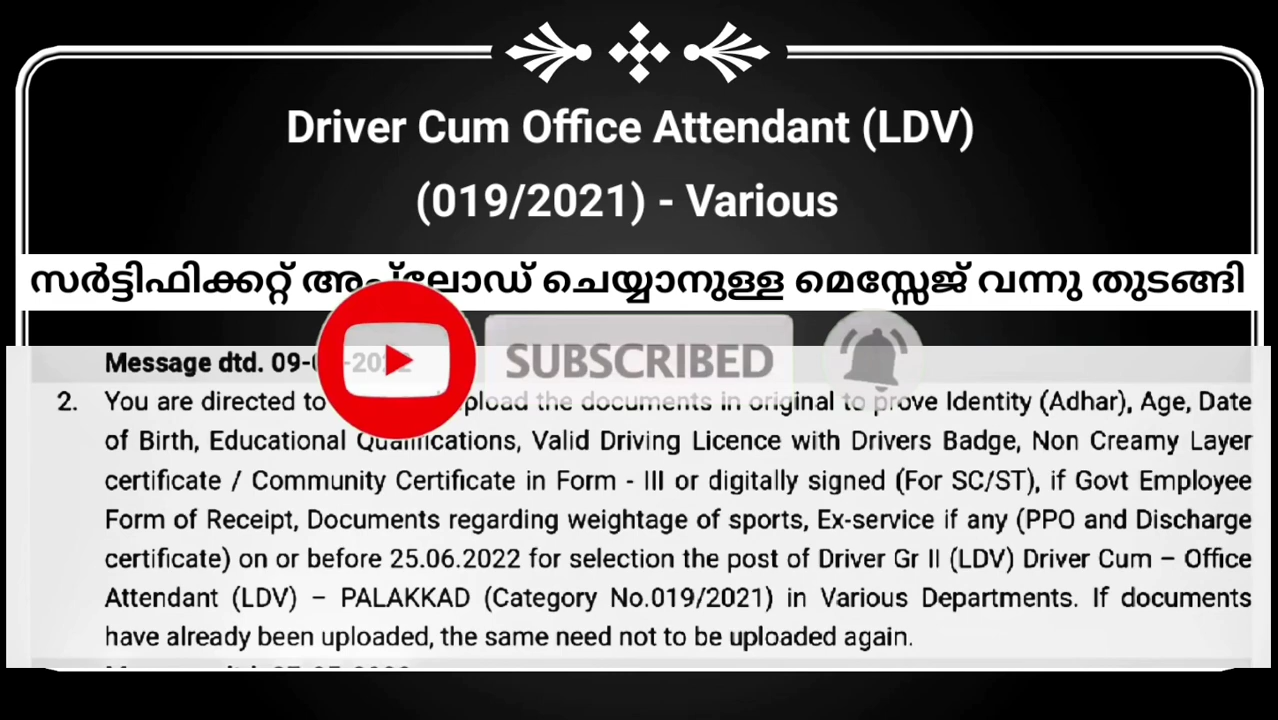 Driver Cum Office Attendant (LDV)
(019/2021) - Various
സർട്ടിഫിക്കറ്റ് അപ്‌ലോഡ് ചെയ്യാനുള്ള മെസ്സേജ് വന്നു തുടങ്ങി
SUBSCRIBED
Message dtd. 09-
2. You are directed to upload the documents in original to prove Identity (Adhar), Age, Date
of Birth, Educational Qualifications, Valid Driving Licence with Drivers Badge, Non Creamy Layer
certificate / Community Certificate in Form - III or digitally signed (For SC/ST), if Govt Employee
Form of Receipt, Documents regarding weightage of sports, Ex-service if any (PPO and Discharge
certificate) on or before 25.06.2022 for selection the post of Driver Gr II (LDV) Driver Cum – Office
Attendant (LDV) – PALAKKAD (Category No.019/2021) in Various Departments. If documents
have already been uploaded, the same need not to be uploaded again.